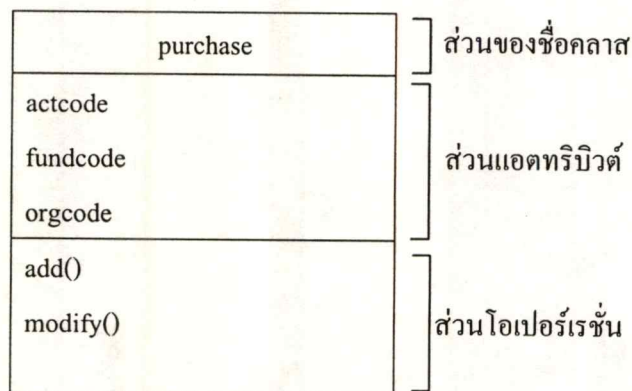 purchase
ส่วนของชื่อคลาส
actcode
fundcode
orgcode
ส่วนแอตทริบิวต์
add()
modify()
ส่วนโอเปอร์เรชั่น